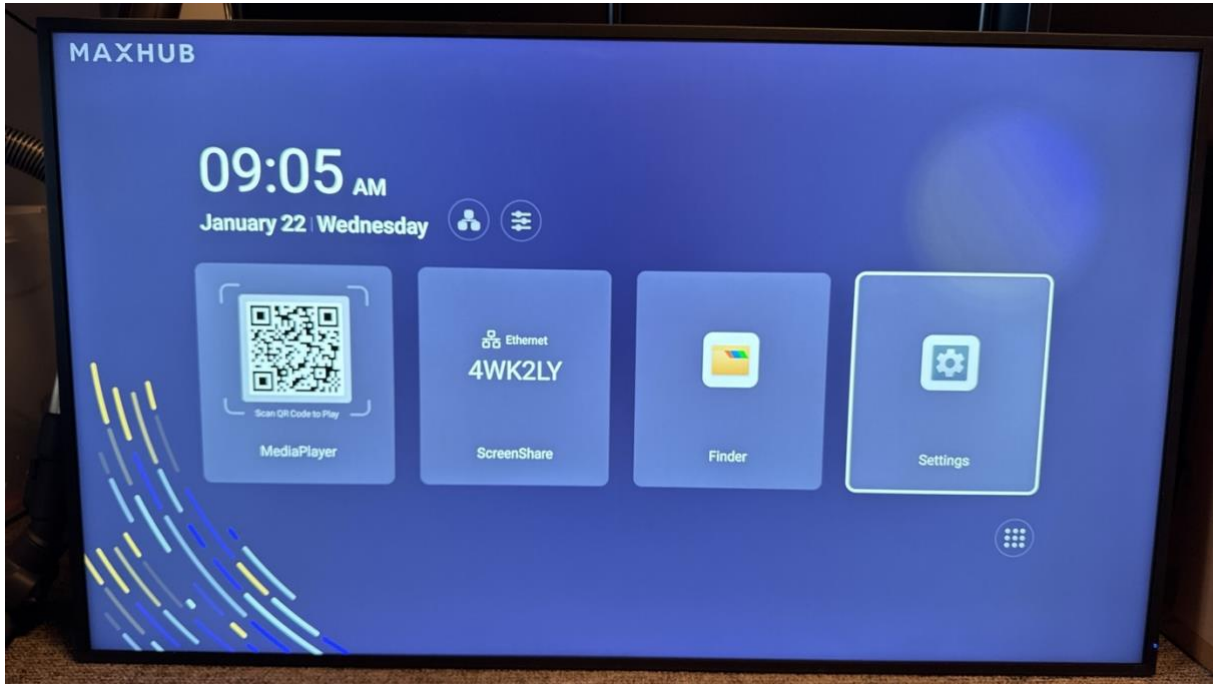 MAXHUB
09:05 AM
January 22 | Wednesday
Scan QR Code to Play
MediaPlayer
Ethernet
4WK2LY
ScreenShare
Finder
Settings